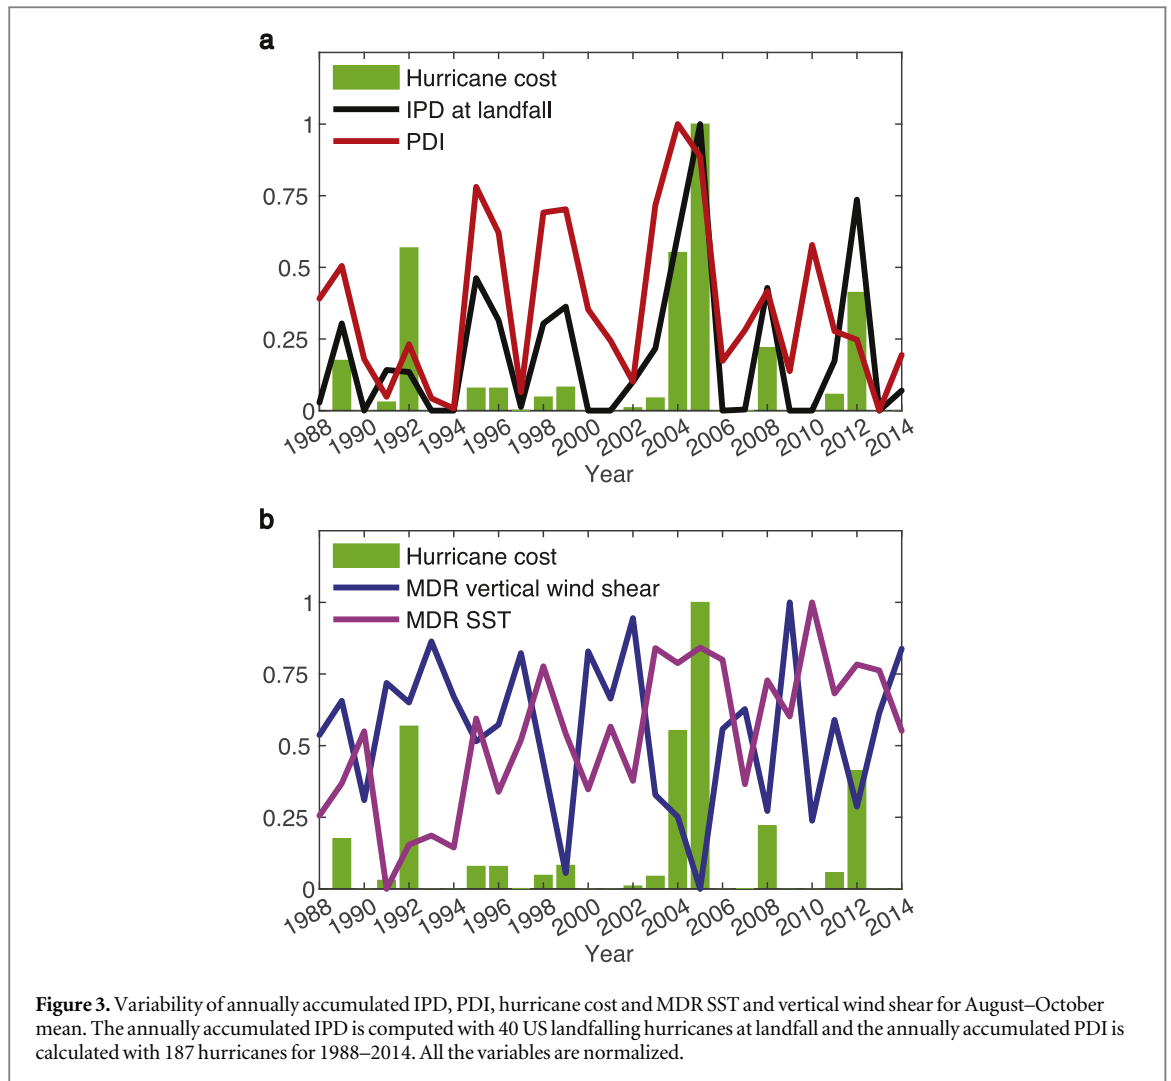 a
Hurricane cost
IPD at landfall
PDI
1
0.75
0.5
0.25
0
1988 1990 1992 1994 1996 1998 2000 2002 2004 2006 2008 2010 2012 2014
Year
b
Hurricane cost
MDR vertical wind shear
MDR SST
1
0.75
0.5
0.25
0
1988 1990 1992 1994 1996 1998 2000 2002 2004 2006 2008 2010 2012 2014
Year
Figure 3. Variability of annually accumulated IPD, PDI, hurricane cost and MDR SST and vertical wind shear for August–October
mean. The annually accumulated IPD is computed with 40 US landfalling hurricanes at landfall and the annually accumulated PDI is
calculated with 187 hurricanes for 1988–2014. All the variables are normalized.